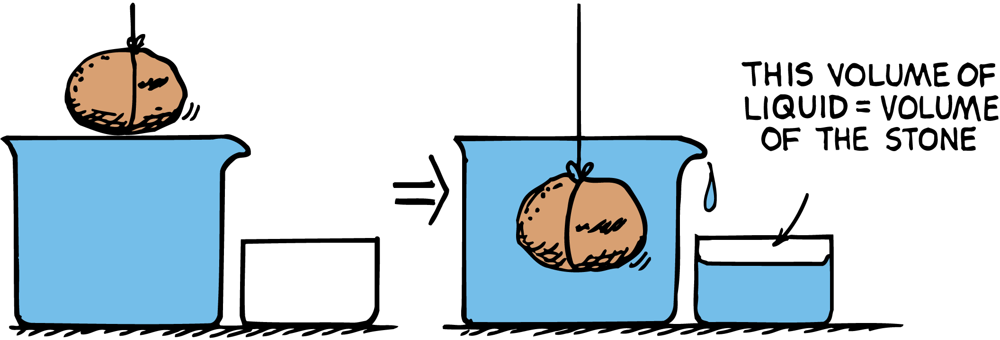 THIS VOLUME OF
LIQUID = VOLUME
OF THE STONE